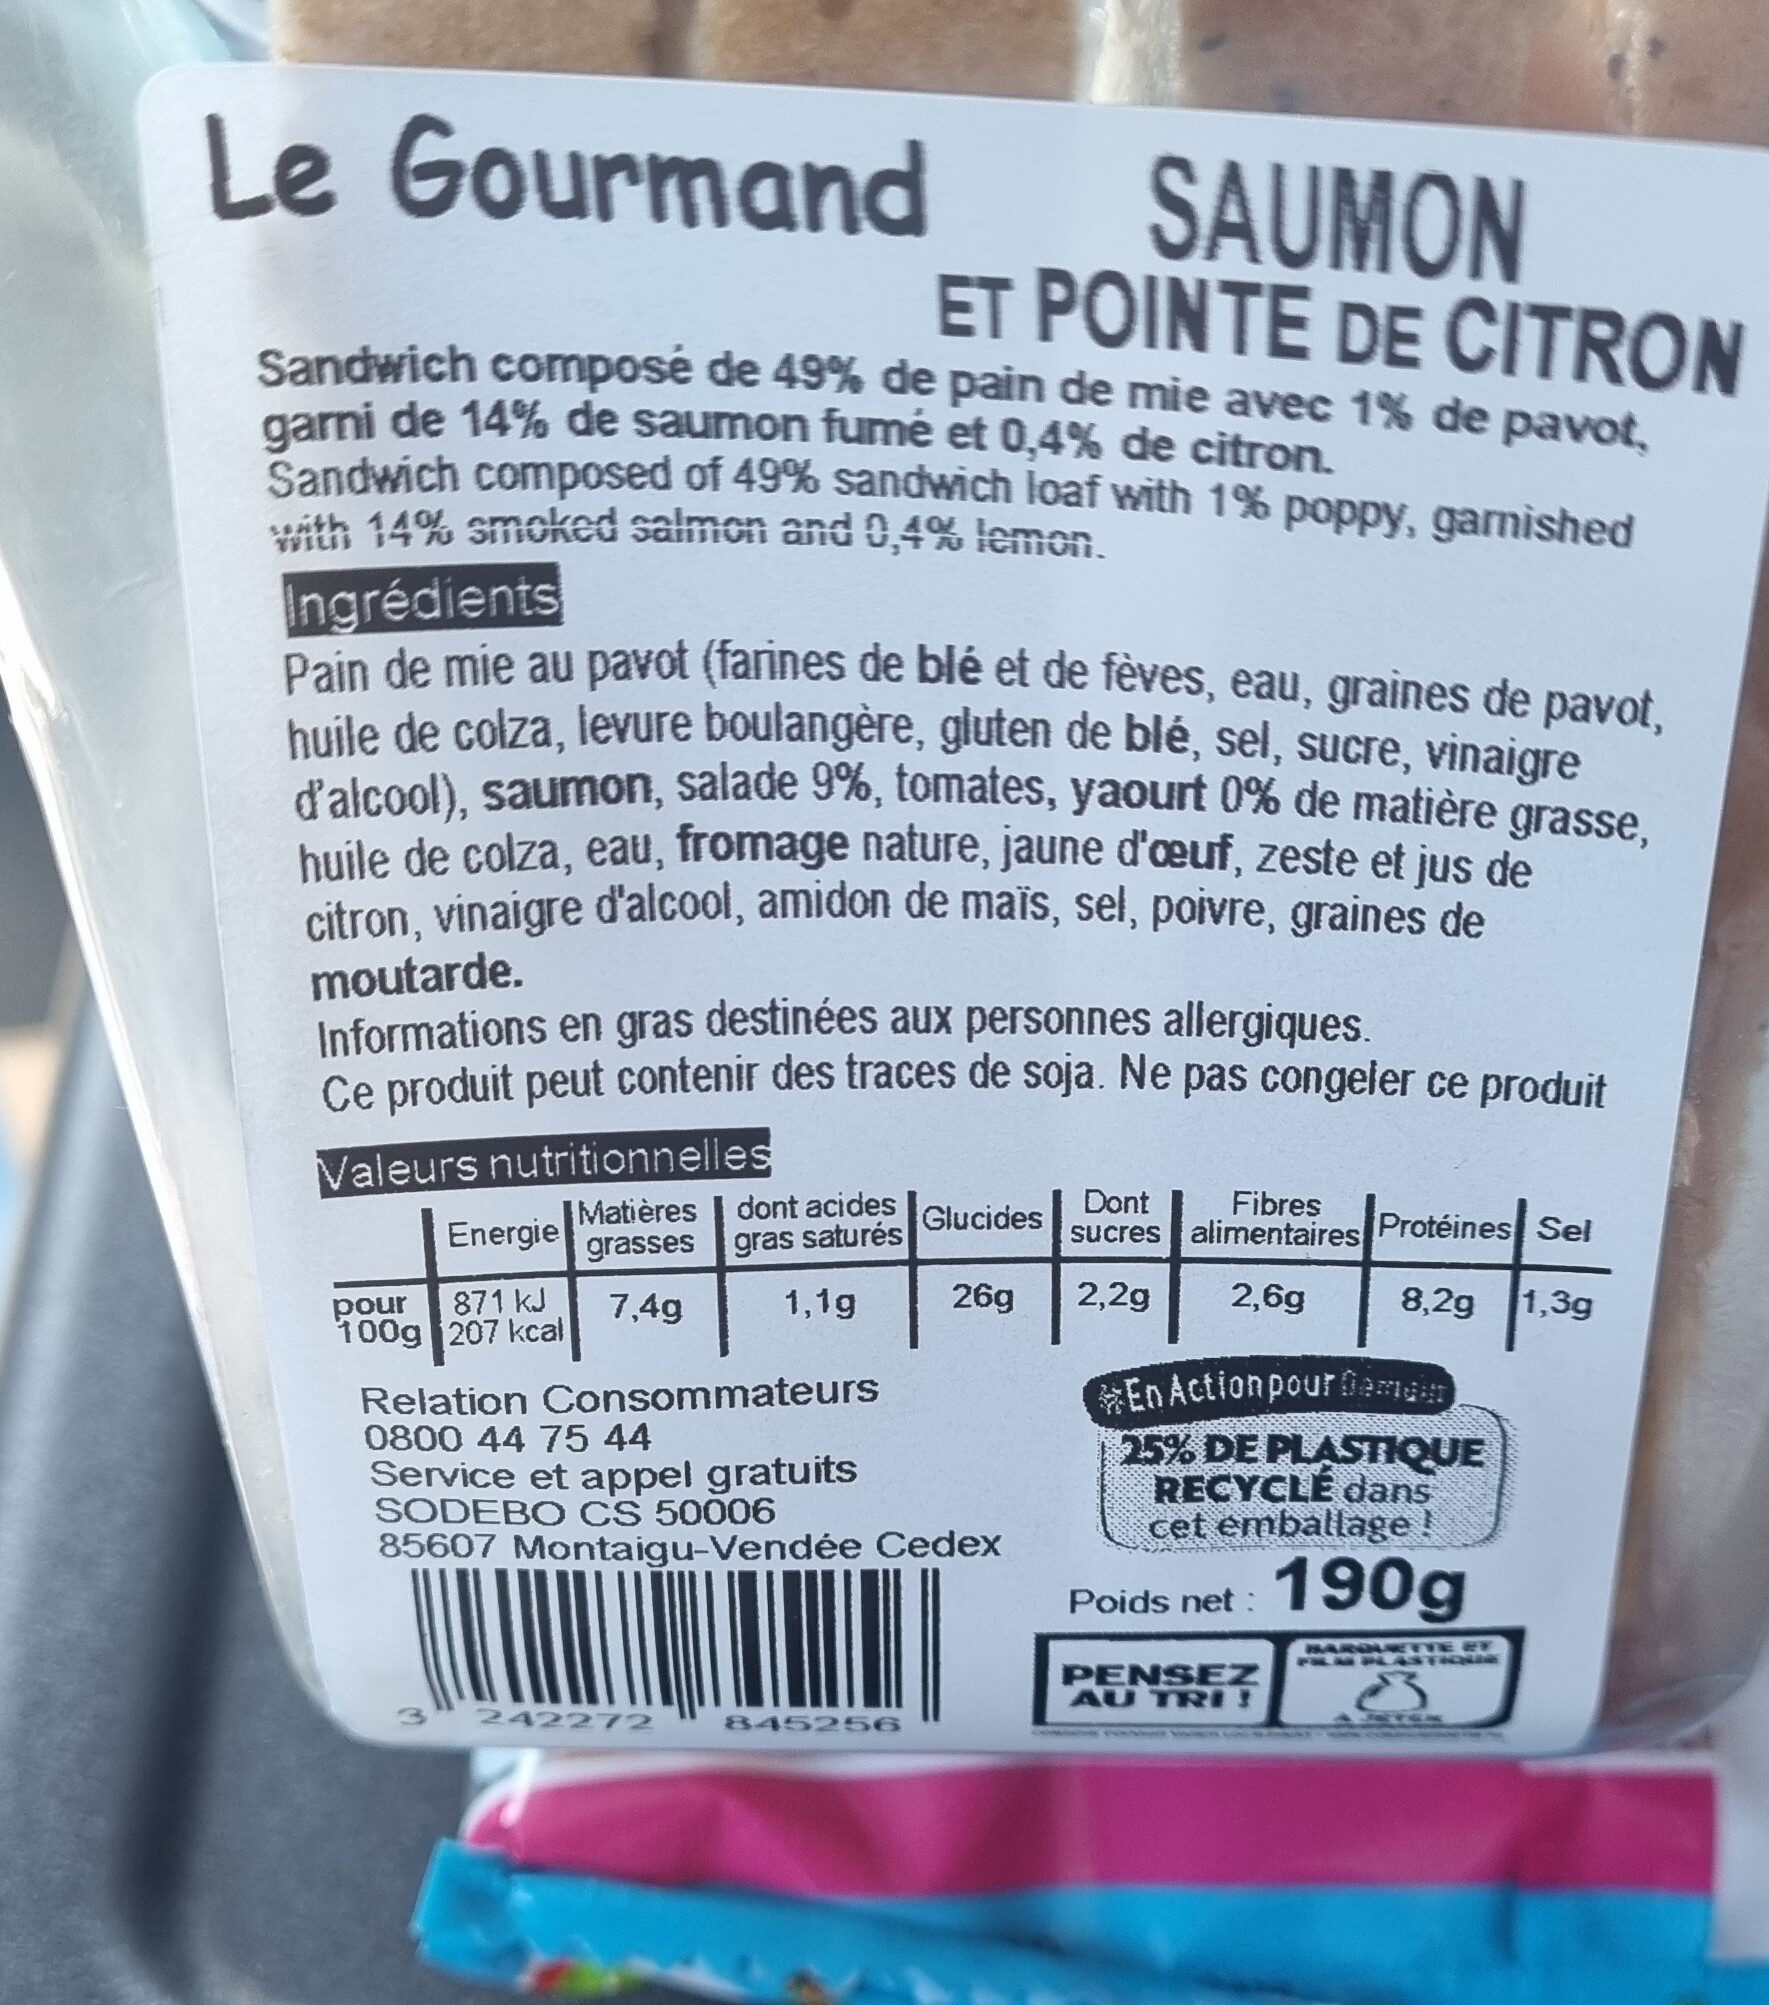 Le Gourmand
SAUMON
ET POINTE DE CITRON
Sandwich composé de 49% de pain de mie avec 1% de pavot,
garni de 14% de saumon fumé et 0,4% de citron.
Sandwich composed of 49% sandwich loaf with 1% poppy, garnished
with 14% smoked salmon and 0,4% lemon.
Ingrédients
Pain de mie au pavot (farines de blé et de fèves, eau, graines de pavot,
huile de colza, levure boulangère, gluten de blé, sel, sucre, vinaigre
d'alcool), saumon, salade 9%, tomates, yaourt 0% de matière grasse,
huile de colza, eau, fromage nature, jaune d'œuf, zeste et jus de
citron, vinaigre d'alcool, amidon de maïs, sel, poivre, graines de
moutarde.
Informations en gras destinées aux personnes allergiques.
Ce produit peut contenir des traces de soja. Ne pas congeler ce produit
Valeurs nutritionnelles
Energie Matières grasses dont acides gras saturés Glucides Dont sucres Fibres alimentaires Protéines Sel
pour 100g 871 kJ 207 kcal 7,4g 1,1g 26g 2,2g 2,6g 8,2g 1,3g
Relation Consommateurs
0800 44 75 44
Service et appel gratuits
SODEBO CS 50006
85607 Montaigu-Vendée Cedex
3 242272 845256
#En Action pour Demain
25% DE PLASTIQUE
RECYCLÉ dans
cet emballage !
Poids net : 190g
PENSEZ
AU TRI !
BARQUETTE ET
FILM PLASTIQUE
A JETER